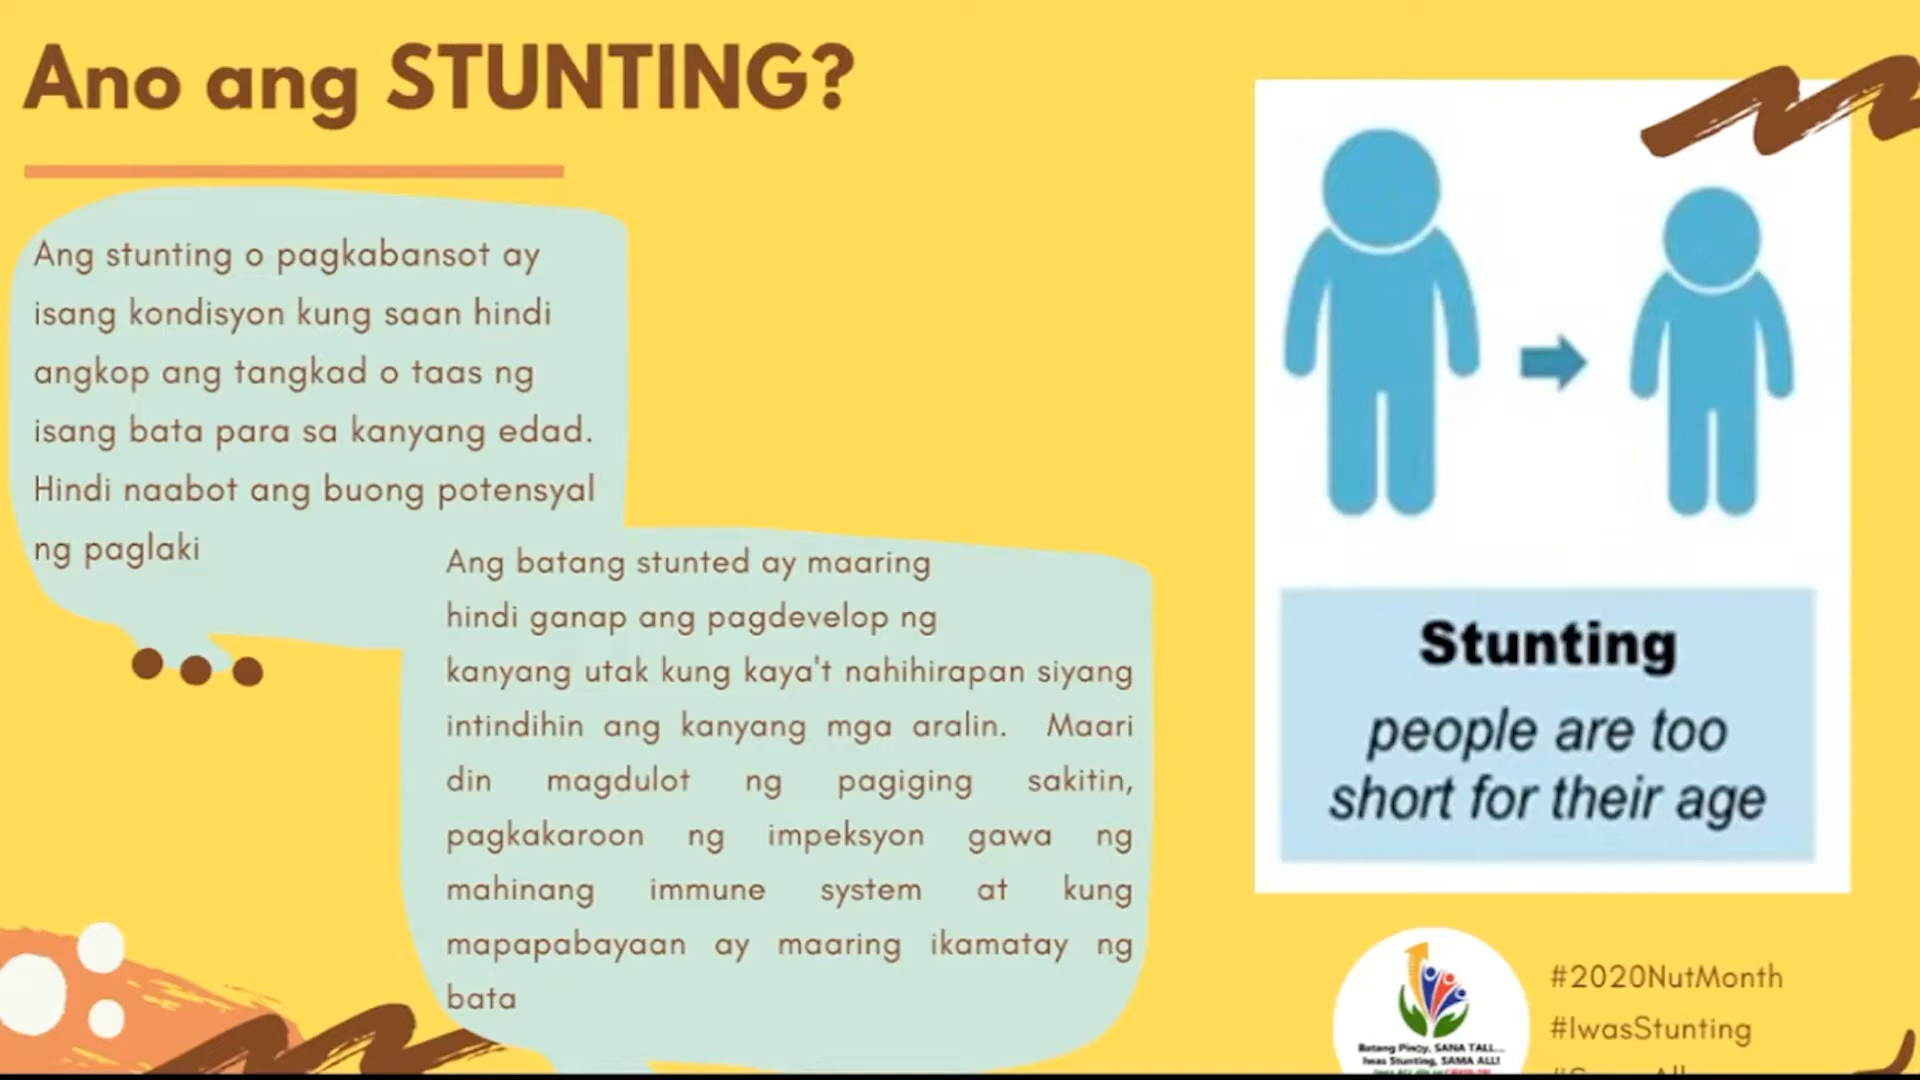 Ano ang STUNTING?
Ang stunting o pagkabansot ay
isang kondisyon kung saan hindi
angkop ang tangkad o taas ng
isang bata para sa kanyang edad.
Hindi naabot ang buong potensyal
ng paglaki
Ang batang stunted ay maaring
hindi ganap ang pagdevelop ng
kanyang utak kung kaya't nahihirapan siyang
intindihin ang kanyang mga aralin. Maari
din magdulot ng pagiging sakitin,
pagkakaroon ng impeksyon gawa ng
mahinang immune system at kung
mapapabayaan ay maaring ikamatay ng
bata
Stunting
people are too
short for their age
Batang Pinoy, SANA TALL...
Iwas Stunting, SAMA ALL!
#2020NutMonth
#IwasStunting